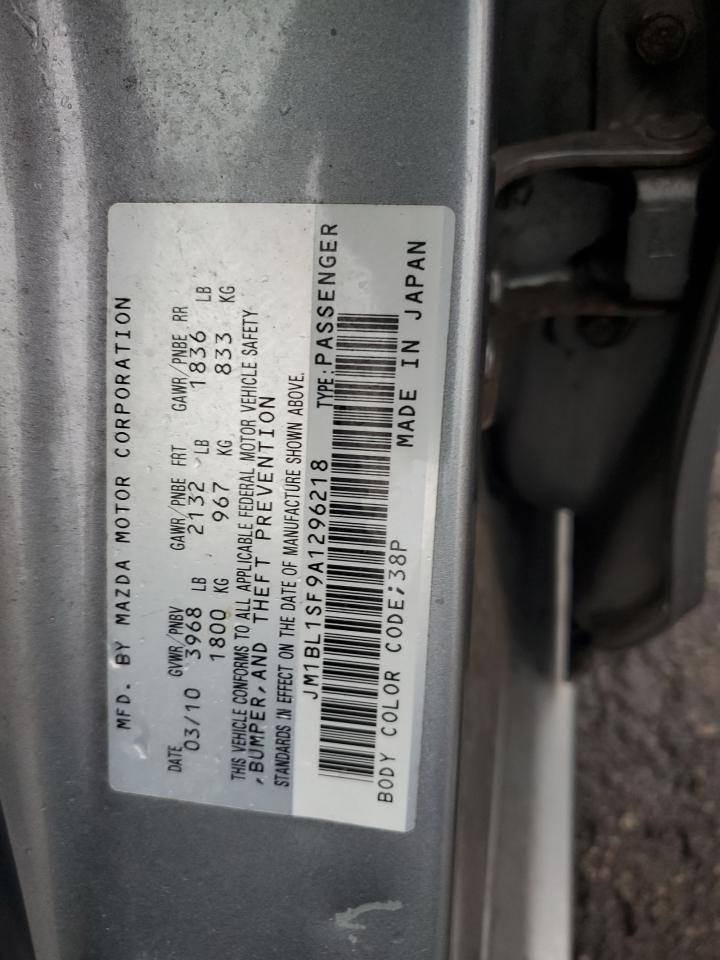 MFD. BY MAZDA MOTOR CORPORATION
DATE GVWR/PNBV GAWR/PNBE FRT GAWR/PNBE RR
03/10 3968 LB 2132 LB 1836 LB
1800 KG 967 KG 833 KG
THIS VEHICLE CONFORMS TO ALL APPLICABLE FEDERAL MOTOR VEHICLE SAFETY
,BUMPER,AND THEFT PREVENTION
STANDARDS IN EFFECT ON THE DATE OF MANUFACTURE SHOWN ABOVE.
JM1BL1SF9A1296218 TYPE:PASSENGER
BODY COLOR CODE;38P MADE IN JAPAN